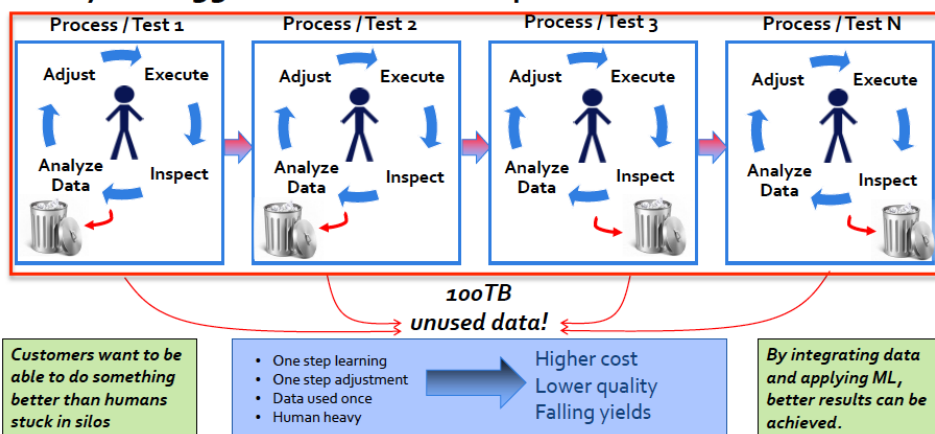 Process / Test 1
Process / Test 2
Process / Test 3
Process / Test N
Adjust
Execute
Analyze
Data
Inspect
Adjust
Execute
Analyze
Data
Inspect
Adjust
Execute
Analyze
Data
Inspect
Adjust
Execute
Analyze
Data
Inspect
100TB
unused data!
Customers want to be
able to do something
better than humans
stuck in silos
• One step learning
• One step adjustment
• Data used once
• Human heavy
Higher cost
Lower quality
Falling yields
By integrating data
and applying ML,
better results can be
achieved.